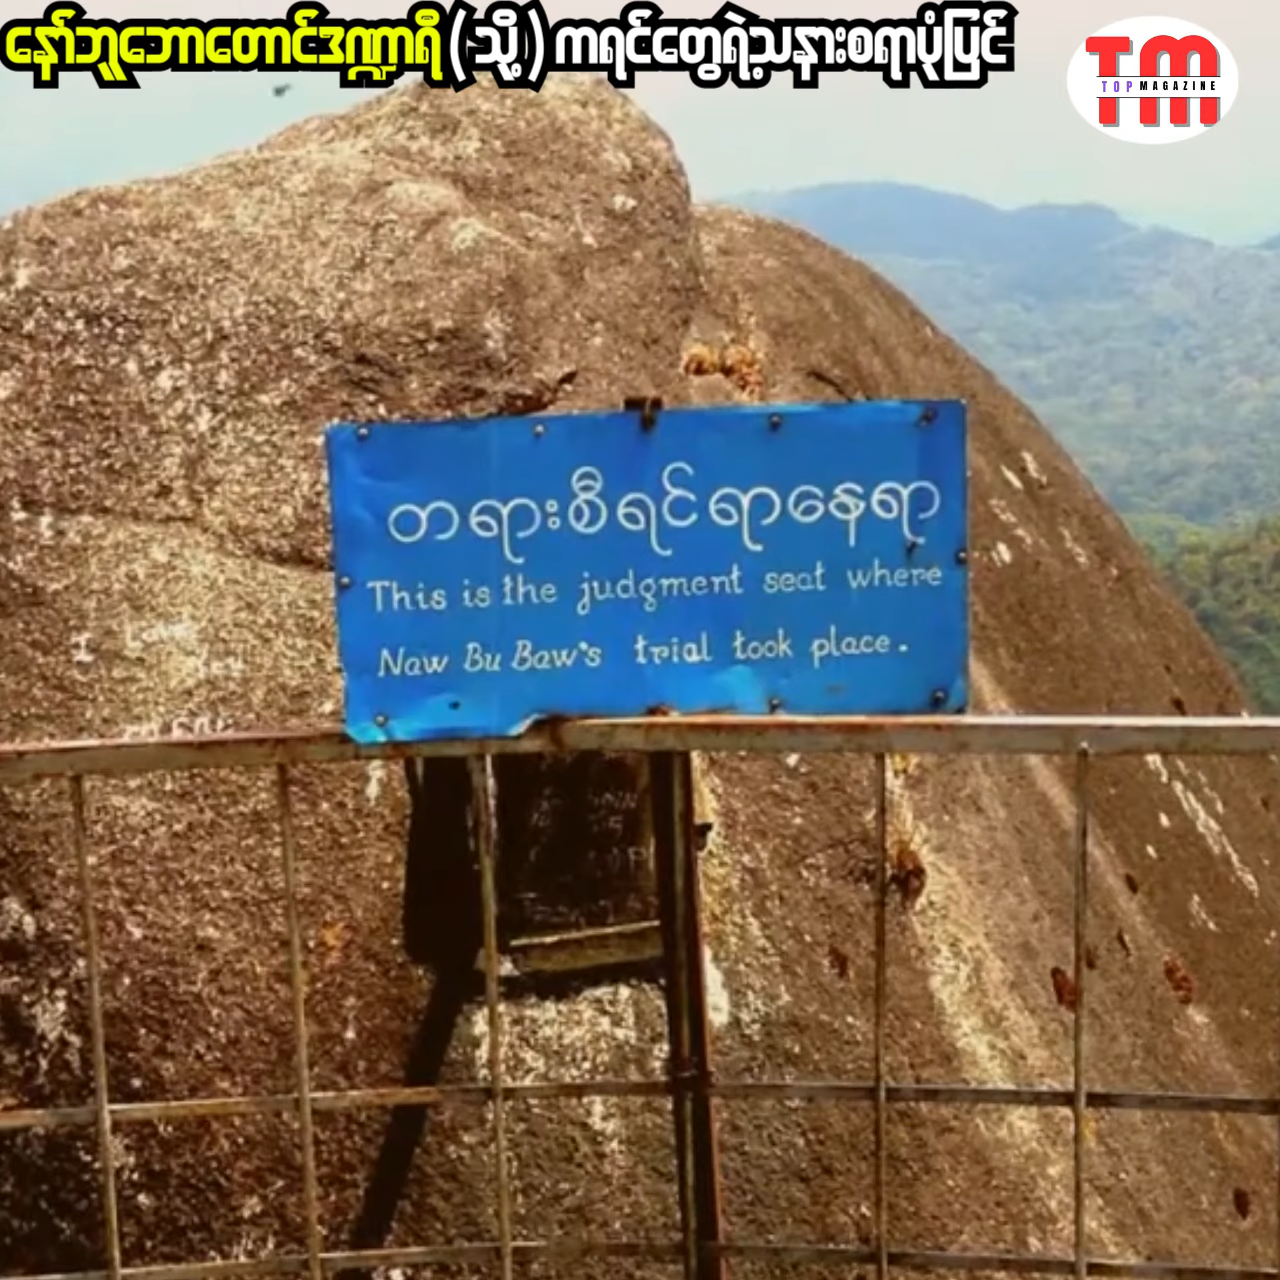 နော်ဘူဘောတောင်ဒဏ္ဍာရီ (သို့) ကရင်တွေရဲ့သနားစရာပုံပြင်
TM
TOP MAGAZINE
တရားစီရင်ရာနေရာ
This is the judgment seat where
Naw Bu Baw's trial took place.
I Love
You